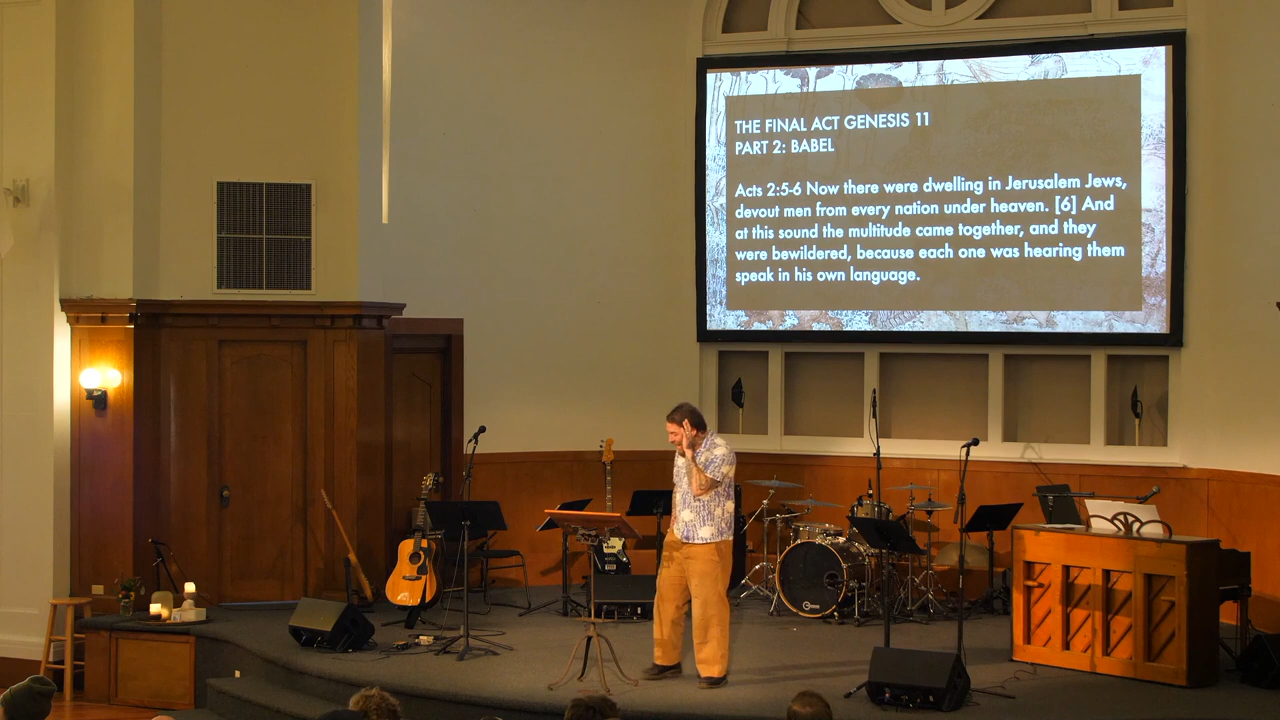 THE FINAL ACT GENESIS 11
PART 2: BABEL
Acts 2:5-6 Now there were dwelling in Jerusalem Jews,
devout men from every nation under heaven. [6] And
at this sound the multitude came together, and they
were bewildered, because each one was hearing them
speak in his own language.